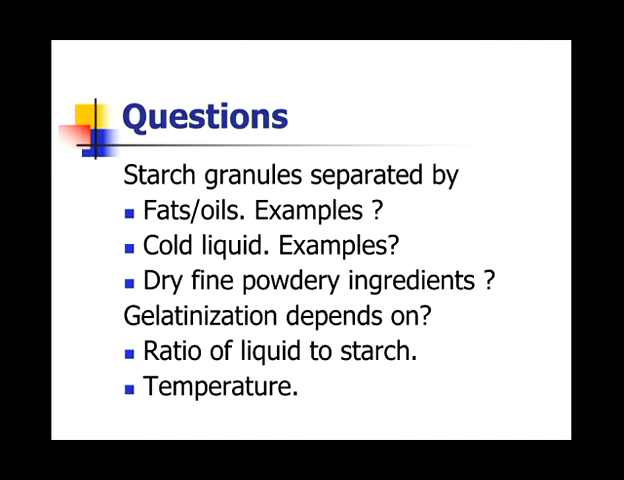 Questions
Starch granules separated by
Fats/oils. Examples ?
Cold liquid. Examples?
Dry fine powdery ingredients ?
Gelatinization depends on?
Ratio of liquid to starch.
Temperature.